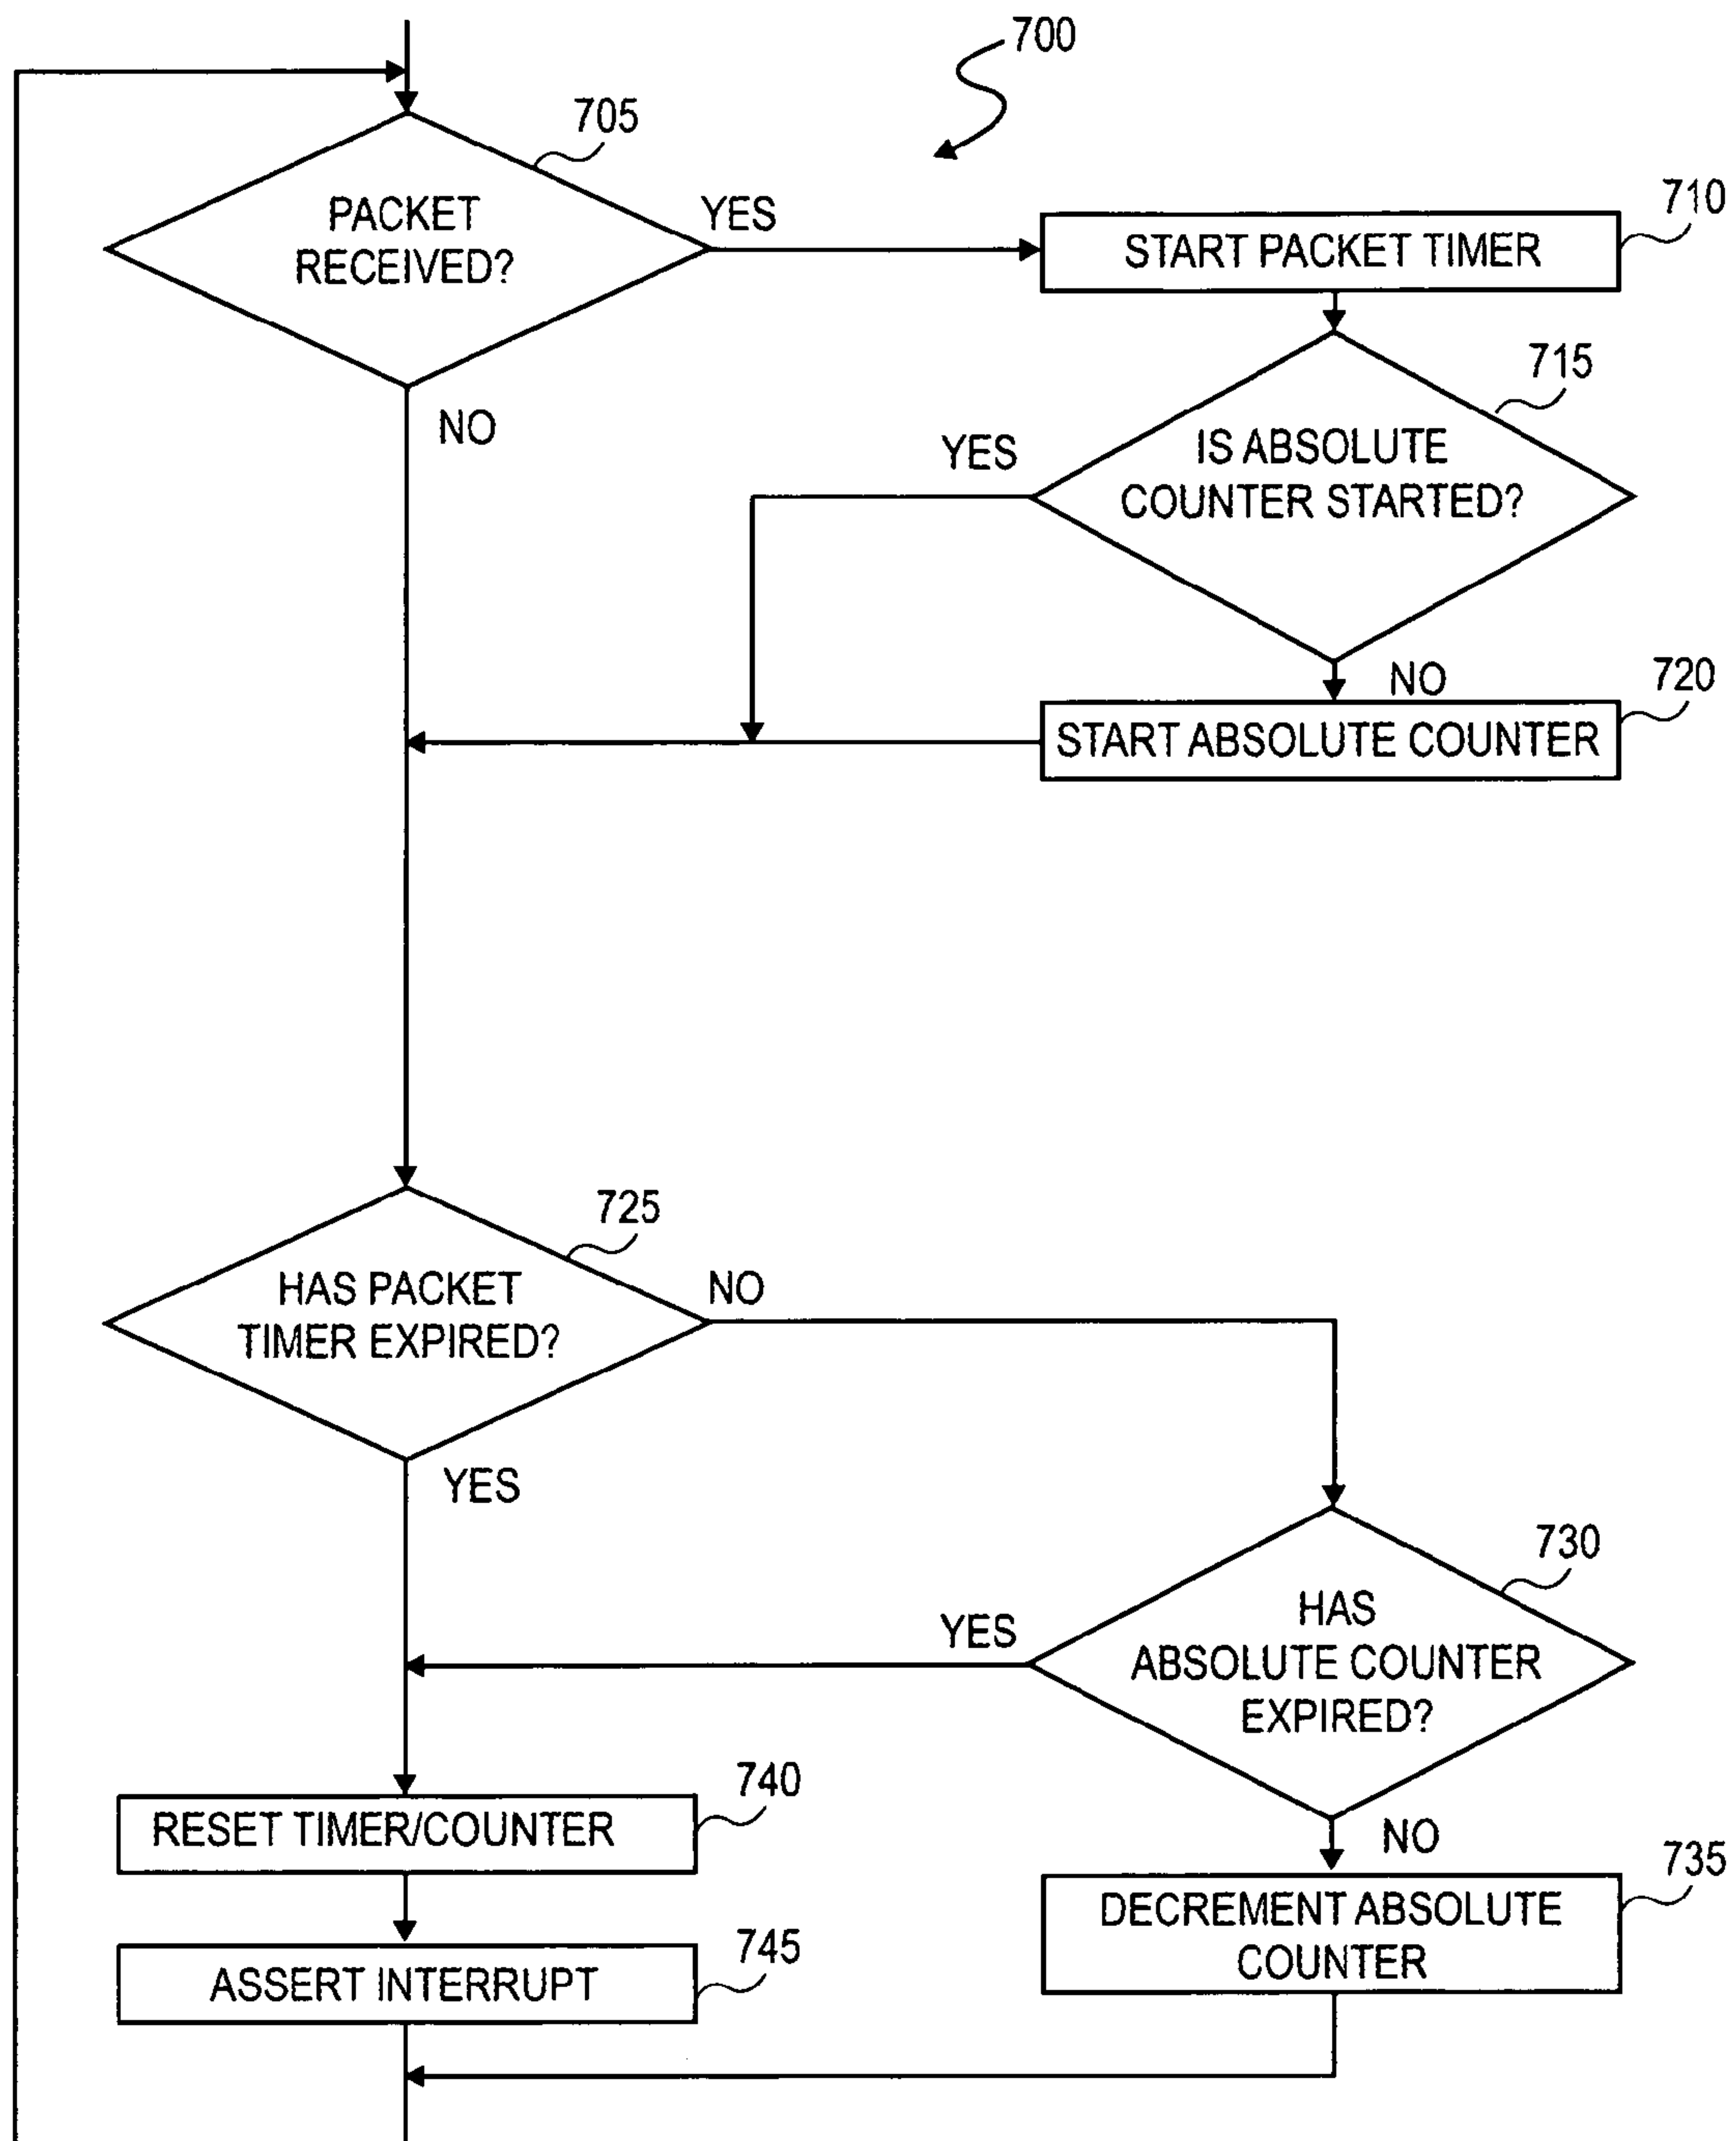 700
705
PACKET
RECEIVED?
YES
NO
710
START PACKET TIMER
715
IS ABSOLUTE
COUNTER STARTED?
YES
NO
720
START ABSOLUTE COUNTER
725
HAS PACKET
TIMER EXPIRED?
NO
YES
730
HAS
ABSOLUTE COUNTER
EXPIRED?
YES
NO
740
RESET TIMER/COUNTER
735
DECREMENT ABSOLUTE
COUNTER
745
ASSERT INTERRUPT